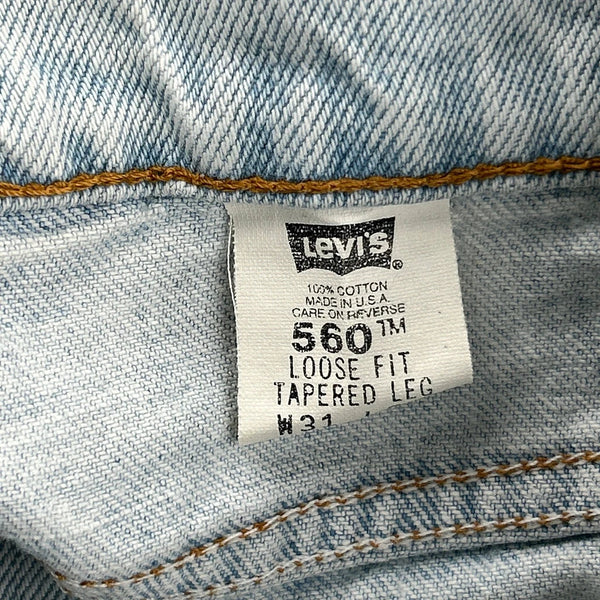 Levi's ®
100% COTTON
MADE IN U.S.A.
CARE ON REVERSE
560™
LOOSE FIT
TAPERED LEG
W31